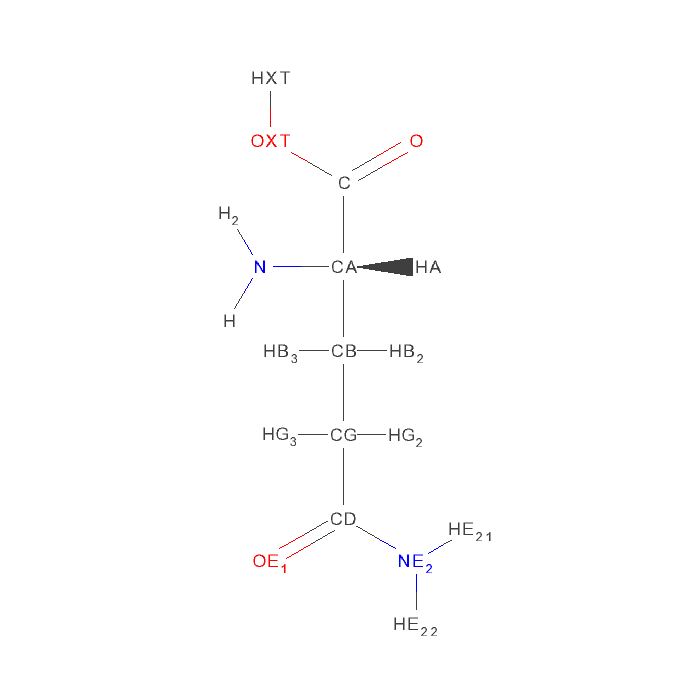 HXT
OXT O
C
H2
N CA HA
H
HB3 CB HB2
HG3 CG HG2
CD
HE21
OE1 NE2
HE22